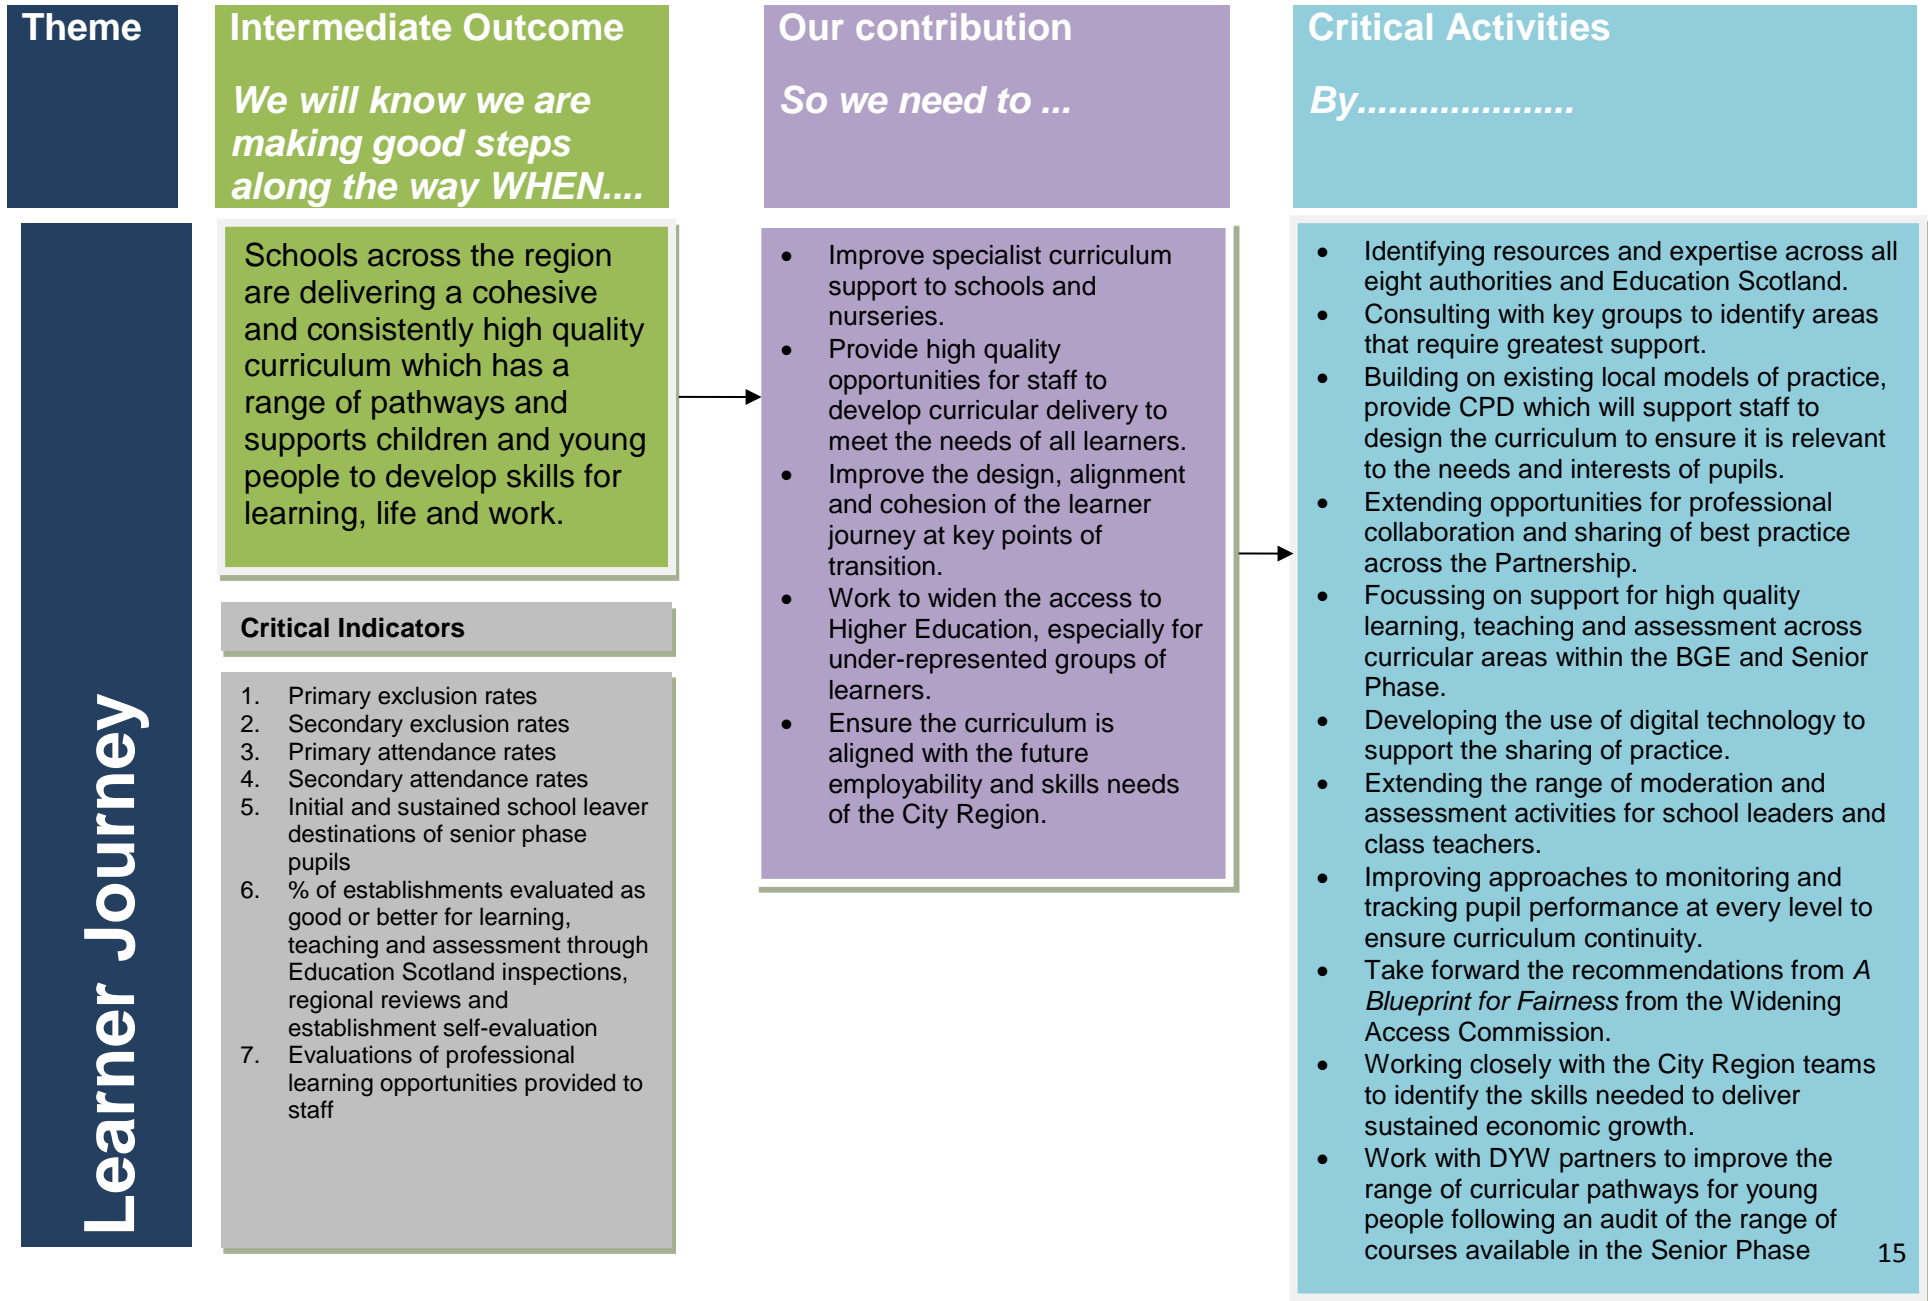 Theme
Intermediate Outcome
We will know we are
making good steps
along the way WHEN....
Our contribution
So we need to ...
Critical Activities
By.....................
Learner Journey
Schools across the region
are delivering a cohesive
and consistently high quality
curriculum which has a
range of pathways and
supports children and young
people to develop skills for
learning, life and work.
Critical Indicators
1. Primary exclusion rates
2. Secondary exclusion rates
3. Primary attendance rates
4. Secondary attendance rates
5. Initial and sustained school leaver
destinations of senior phase
pupils
6. % of establishments evaluated as
good or better for learning,
teaching and assessment through
Education Scotland inspections,
regional reviews and
establishment self-evaluation
7. Evaluations of professional
learning opportunities provided to
staff
• Improve specialist curriculum
support to schools and
nurseries.
• Provide high quality
opportunities for staff to
develop curricular delivery to
meet the needs of all learners.
• Improve the design, alignment
and cohesion of the learner
journey at key points of
transition.
• Work to widen the access to
Higher Education, especially for
under-represented groups of
learners.
• Ensure the curriculum is
aligned with the future
employability and skills needs
of the City Region.
• Identifying resources and expertise across all
eight authorities and Education Scotland.
• Consulting with key groups to identify areas
that require greatest support.
• Building on existing local models of practice,
provide CPD which will support staff to
design the curriculum to ensure it is relevant
to the needs and interests of pupils.
• Extending opportunities for professional
collaboration and sharing of best practice
across the Partnership.
• Focussing on support for high quality
learning, teaching and assessment across
curricular areas within the BGE and Senior
Phase.
• Developing the use of digital technology to
support the sharing of practice.
• Extending the range of moderation and
assessment activities for school leaders and
class teachers.
• Improving approaches to monitoring and
tracking pupil performance at every level to
ensure curriculum continuity.
• Take forward the recommendations from A
Blueprint for Fairness from the Widening
Access Commission.
• Working closely with the City Region teams
to identify the skills needed to deliver
sustained economic growth.
• Work with DYW partners to improve the
range of curricular pathways for young
people following an audit of the range of
courses available in the Senior Phase
15